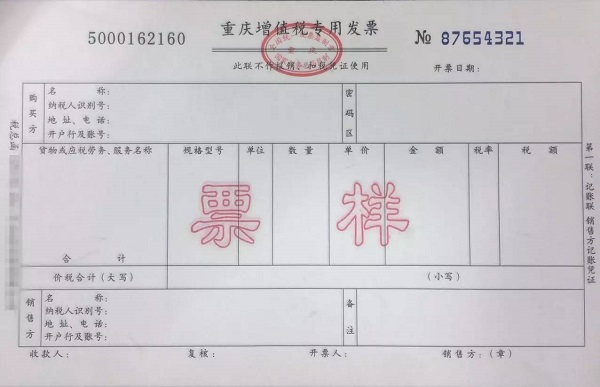 5000162160
重庆增值税专用发票
№ 87654321
此联不作报销、扣税凭证使用
开票日期:
购买方
名 称:
纳税人识别号:
地 址、电 话:
开户行及账号:
密码区
税总函
货物或应税劳务、服务名称 规格型号 单位 数 量 单 价 金 额 税率 税 额
票 样
合 计
价税合计(大写) (小写)
销售方
名 称:
纳税人识别号:
地 址、电 话:
开户行及账号:
备注
收款人: 复核: 开票人: 销售方:(章)
第一联:记账联 销售方记账凭证